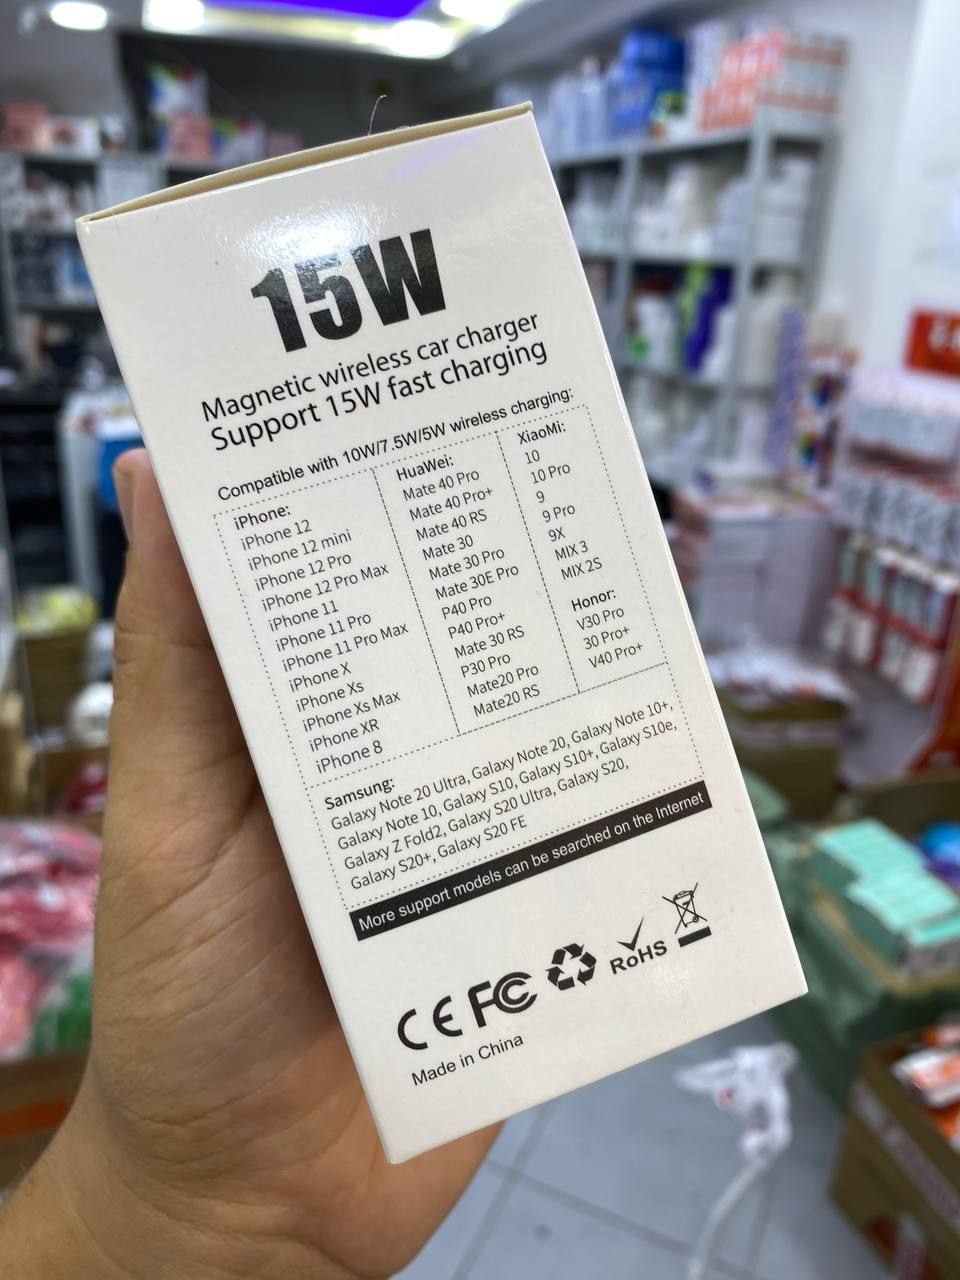 15W
Magnetic wireless car charger
Support 15W fast charging
Compatible with 10W/7.5W/5W wireless charging:
iPhone:
iPhone 12
iPhone 12 mini
iPhone 12 Pro
iPhone 12 Pro Max
iPhone 11
iPhone 11 Pro
iPhone 11 Pro Max
iPhone X
iPhone Xs
iPhone Xs Max
iPhone XR
iPhone 8
HuaWei:
Mate 40 Pro
Mate 40 Pro+
Mate 40 RS
Mate 30
Mate 30 Pro
Mate 30E Pro
P40 Pro
P40 Pro+
Mate 30 RS
P30 Pro
Mate20 Pro
Mate20 RS
XiaoMi:
10
10 Pro
9
9 Pro
9X
MIX 3
MIX 2S
Honor:
V30 Pro
30 Pro+
V40 Pro+
Samsung:
Galaxy Note 20 Ultra, Galaxy Note 20, Galaxy Note 10+,
Galaxy Note 10, Galaxy S10, Galaxy S10+, Galaxy S10e,
Galaxy Z Fold2, Galaxy S20 Ultra, Galaxy S20,
Galaxy S20+, Galaxy S20 FE
More support models can be searched on the Internet
CE FC RoHS
Made in China